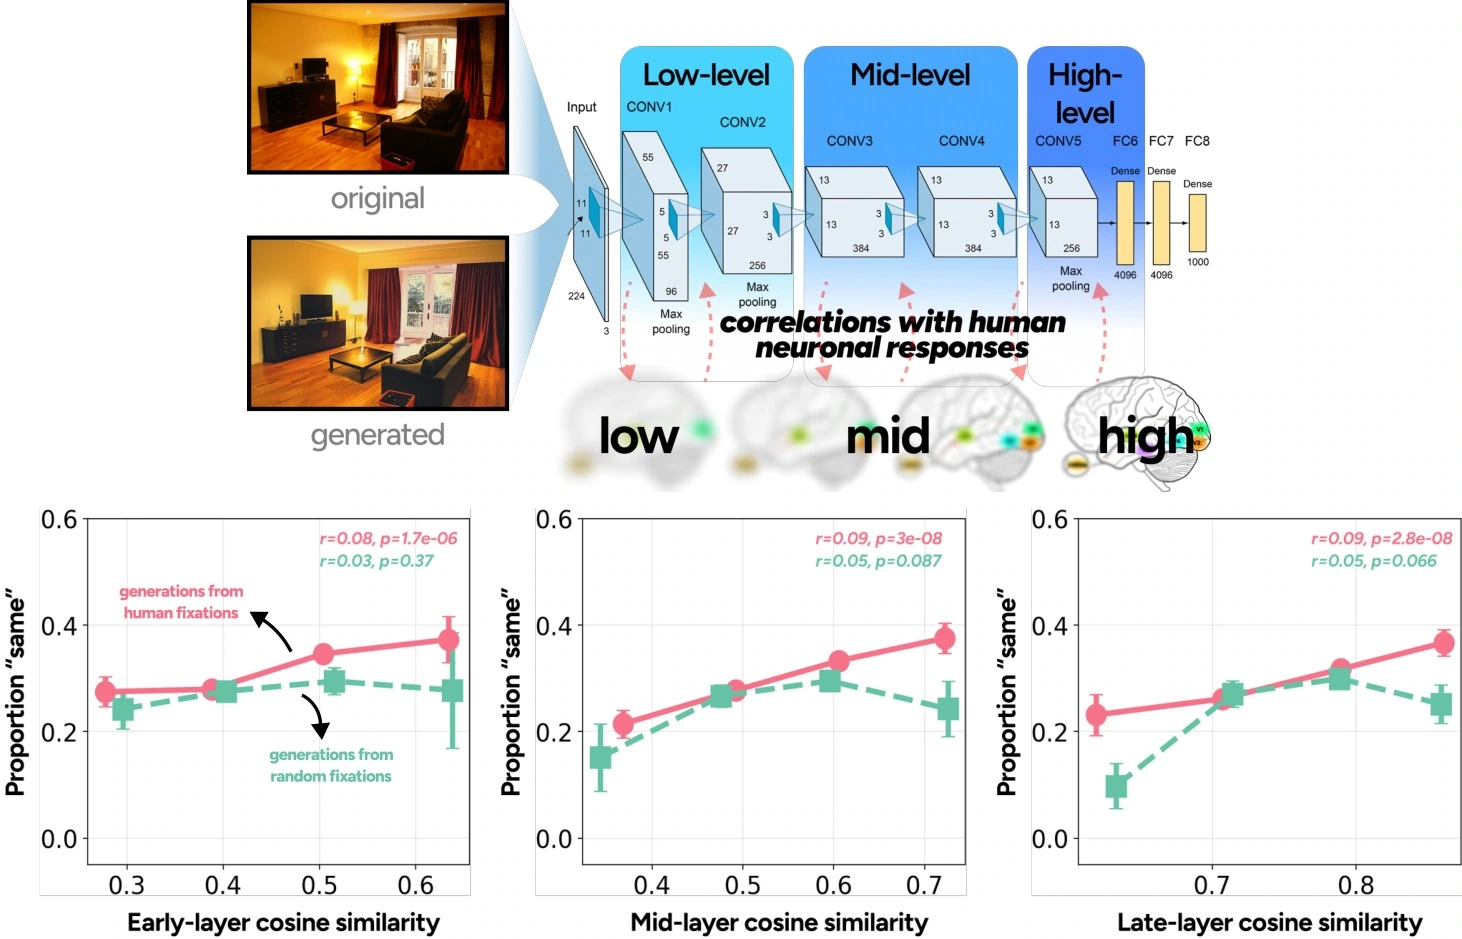 original
generated
Low-level
Mid-level
High-
level
Input
CONV1
CONV2
CONV3
CONV4
CONV5
FC6
FC7
FC8
Dense
Dense
Dense
11
11
224
3
55
5
5
55
96
Max
pooling
27
3
3
27
256
Max
pooling
13
3
3
13
384
13
3
3
13
384
13
13
256
Max
pooling
4096
4096
1000
correlations with human
neuronal responses
low
mid
high
V1
V2
0.6
0.4
0.2
0.0
Proportion “same”
r=0.08, p=1.7e-06
r=0.03, p=0.37
generations from
human fixations
generations from
random fixations
0.3 0.4 0.5 0.6
Early-layer cosine similarity
0.6
0.4
0.2
0.0
Proportion “same”
r=0.09, p=3e-08
r=0.05, p=0.087
0.4 0.5 0.6 0.7
Mid-layer cosine similarity
0.6
0.4
0.2
0.0
Proportion “same”
r=0.09, p=2.8e-08
r=0.05, p=0.066
0.7 0.8
Late-layer cosine similarity